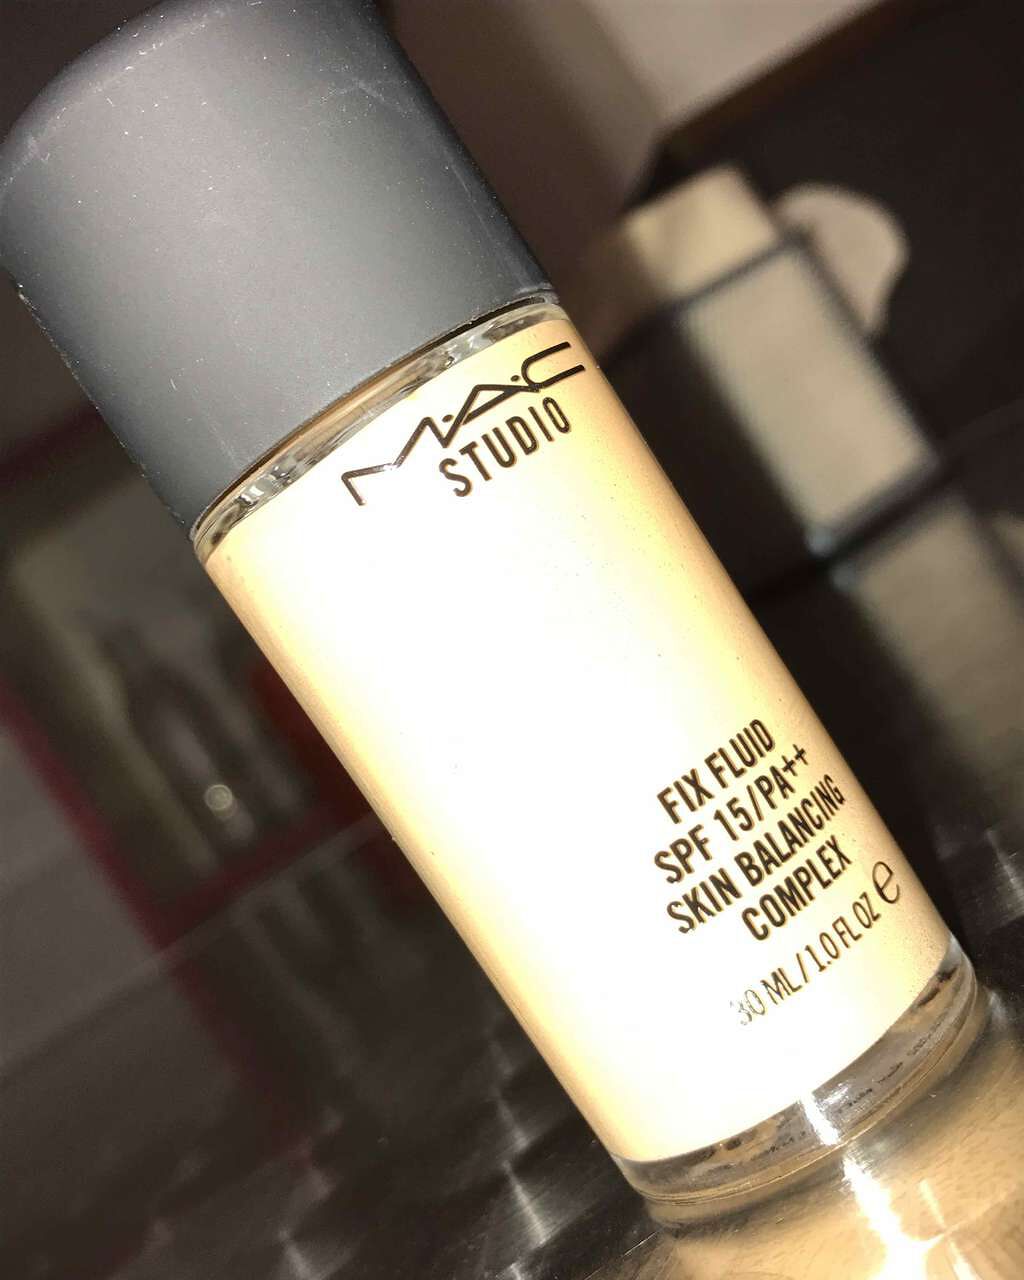 M·A·C
STUDIO
FIX FLUID
SPF 15/PA++
SKIN BALANCING
COMPLEX
30 ML/1.0 FL OZ ℮